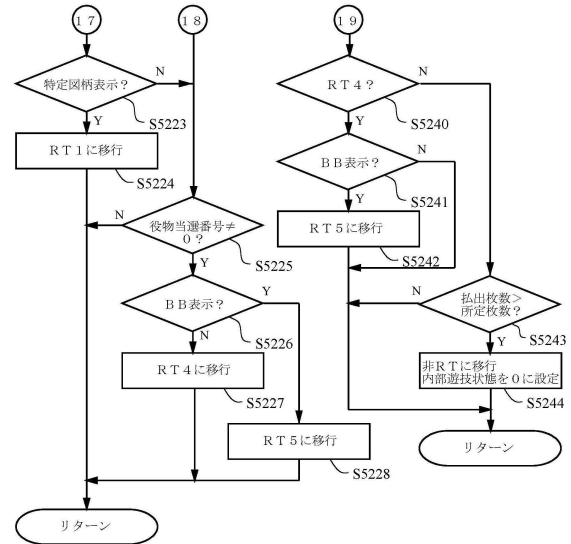 17
18
特定図柄表示？
N
S5223
Y
RT1に移行
S5224
N
役物当選番号≠
0？
S5225
Y
BB表示？
Y
S5226
N
RT4に移行
S5227
RT5に移行
S5228
リターン
19
RT4？
N
S5240
Y
BB表示？
N
S5241
Y
RT5に移行
S5242
N
払出枚数＞
所定枚数？
S5243
Y
非RTに移行
内部遊技状態を0に設定
S5244
リターン